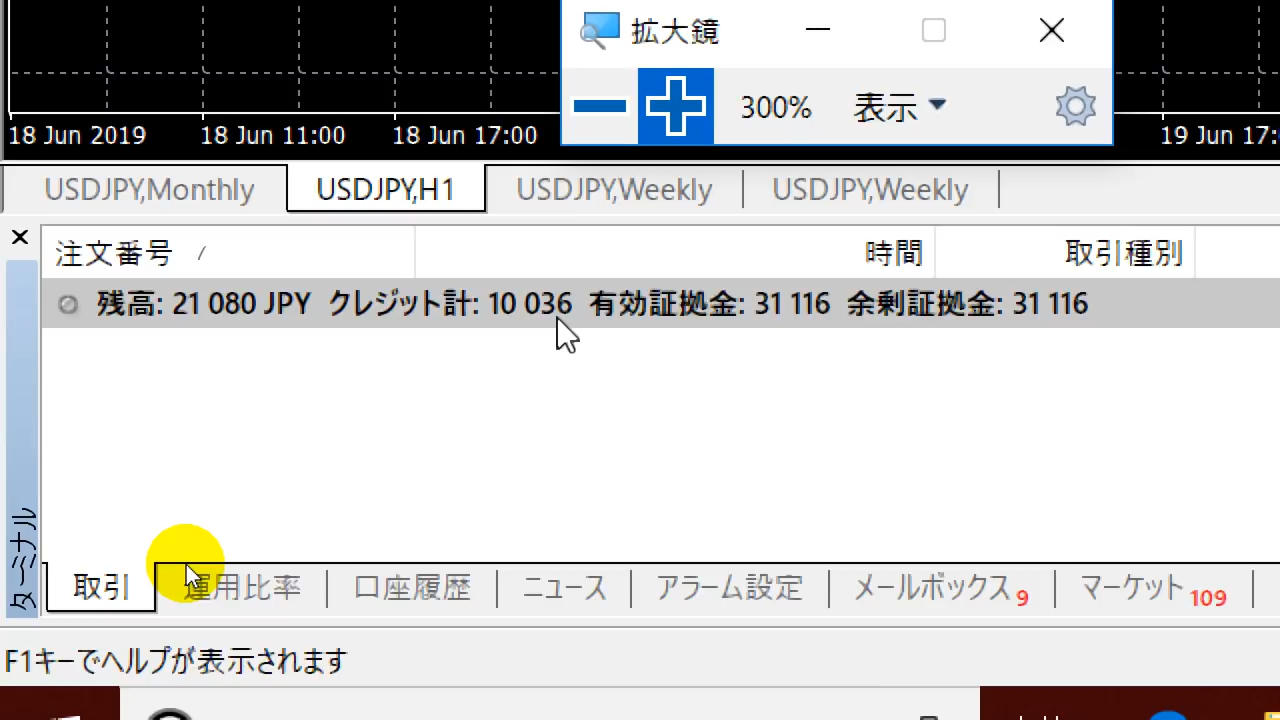 拡大鏡
300% 表示
18 Jun 2019 18 Jun 11:00 18 Jun 17:00 19 Jun 17:
USDJPY,Monthly USDJPY,H1 USDJPY,Weekly USDJPY,Weekly
注文番号 / 時間 取引種別
残高: 21 080 JPY クレジット計: 10 036 有効証拠金: 31 116 余剰証拠金: 31 116
ターミナル
取引 運用比率 口座履歴 ニュース アラーム設定 メールボックス 9 マーケット 109
F1キーでヘルプが表示されます